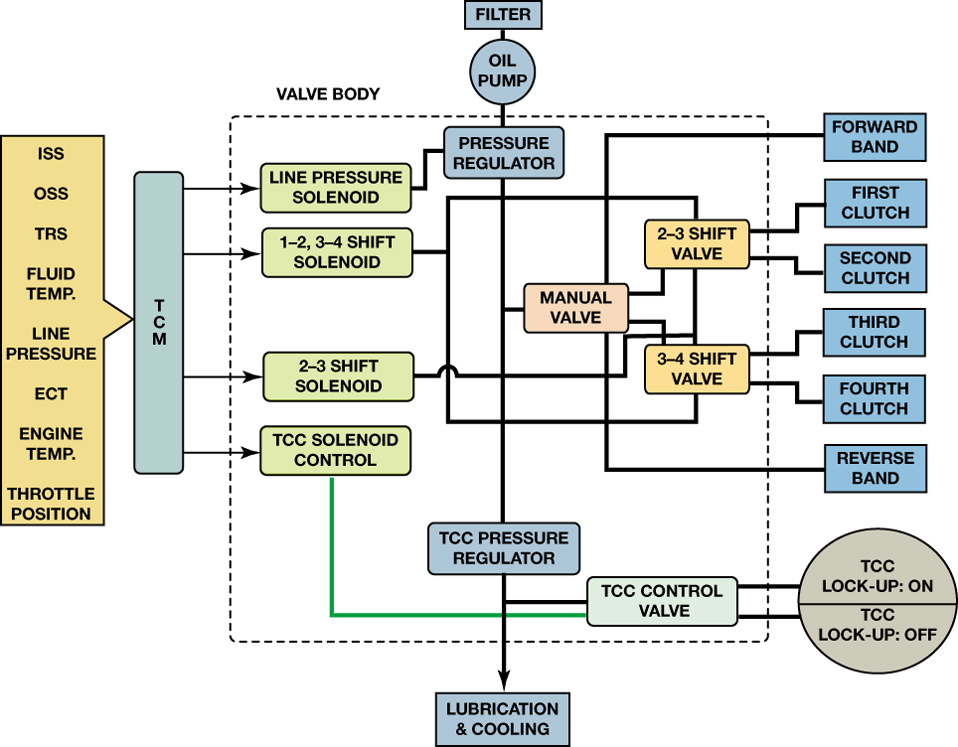 FILTER
OIL
PUMP
VALVE BODY
PRESSURE
REGULATOR
FORWARD
BAND
ISS
OSS
TRS
FLUID
TEMP.
LINE
PRESSURE
ECT
ENGINE
TEMP.
THROTTLE
POSITION
TCM
LINE PRESSURE
SOLENOID
1–2, 3–4 SHIFT
SOLENOID
2–3 SHIFT
SOLENOID
TCC SOLENOID
CONTROL
MANUAL
VALVE
2–3 SHIFT
VALVE
3–4 SHIFT
VALVE
FIRST
CLUTCH
SECOND
CLUTCH
THIRD
CLUTCH
FOURTH
CLUTCH
REVERSE
BAND
TCC PRESSURE
REGULATOR
TCC CONTROL
VALVE
TCC
LOCK-UP: ON
TCC
LOCK-UP: OFF
LUBRICATION
& COOLING